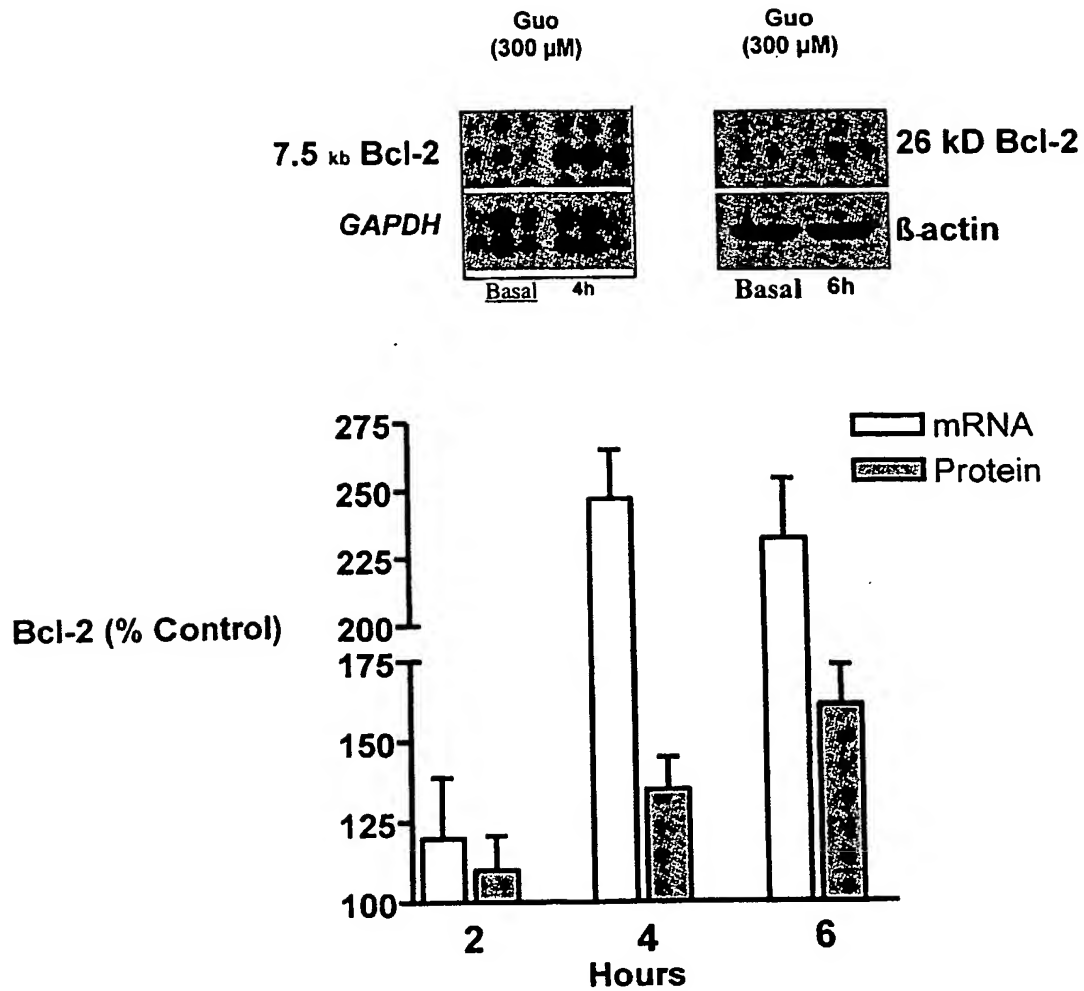 Guo Guo
(300 µM) (300 µM)
7.5 kb Bcl-2 26 kD Bcl-2
GAPDH ß-actin
Basal 4h Basal 6h
275 mRNA
Protein
250
225
200
Bcl-2 (% Control)
175
150
125
100
2 4 6
Hours